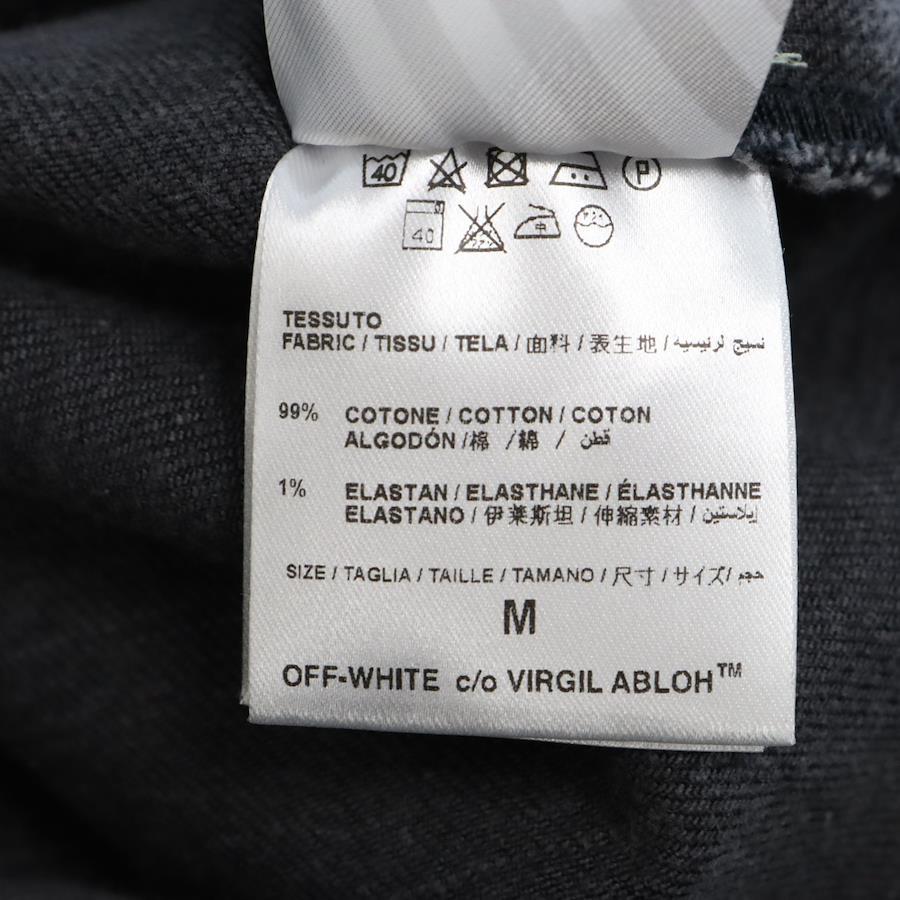 40 P
40 中
TESSUTO
FABRIC / TISSU / TELA / 面料 / 表生地 / نسيج لرئيسيه
99% COTONE / COTTON / COTON
ALGODÓN / 棉 / 綿 / قطن
1% ELASTAN / ELASTHANE / ÉLASTHANNE
ELASTANO / 伊莱斯坦 / 伸縮素材 / إيلاستين
SIZE / TAGLIA / TAILLE / TAMANO / 尺寸 / サイズ / حجم
M
OFF-WHITE c/o VIRGIL ABLOH™